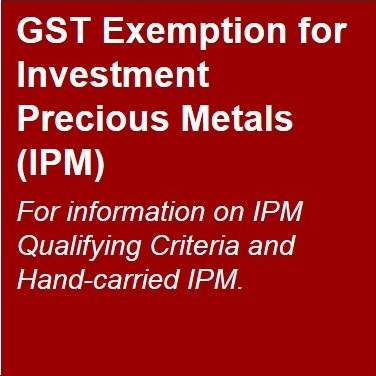 GST Exemption for
Investment
Precious Metals
(IPM)
For information on IPM
Qualifying Criteria and
Hand-carried IPM.